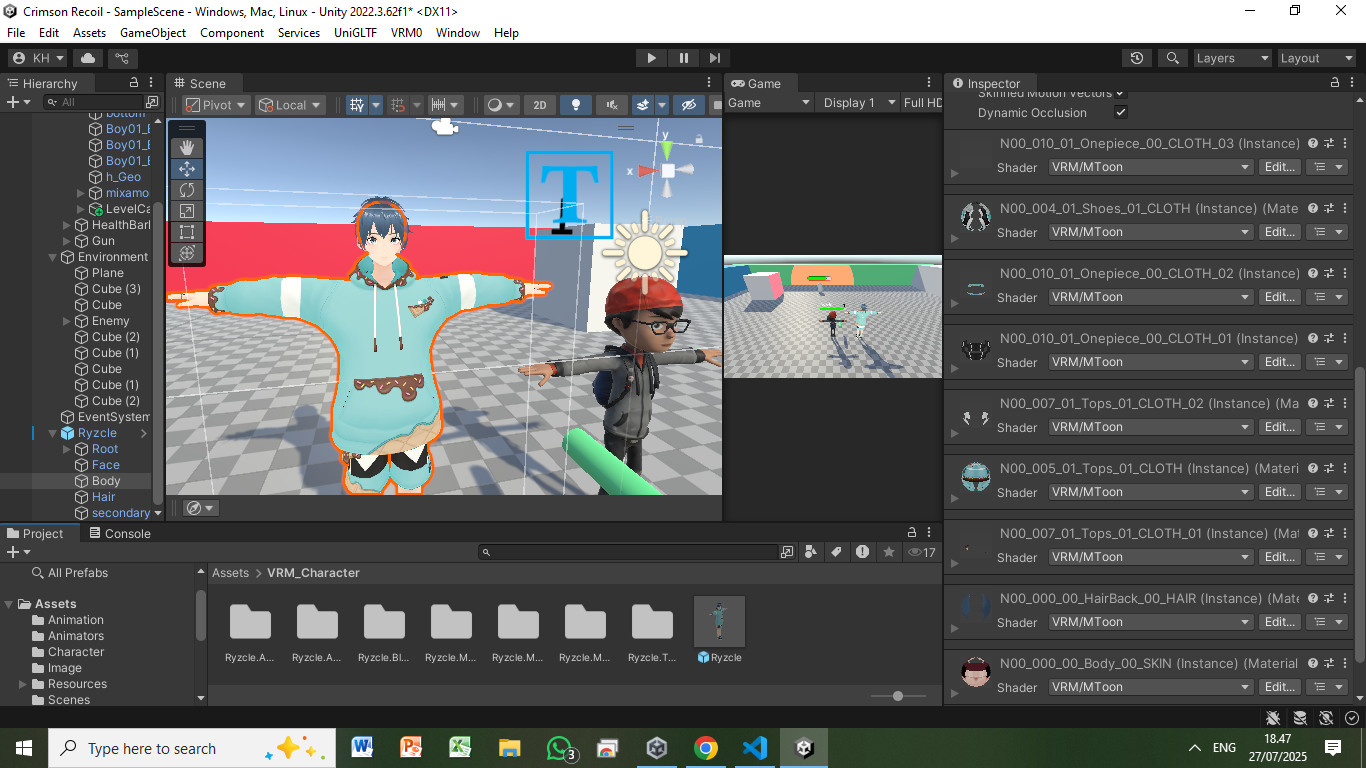 Crimson Recoil - SampleScene - Windows, Mac, Linux - Unity 2022.3.62f1* <DX11>
File Edit Assets GameObject Component Services UniGLTF VRM0 Window Help
KH Layers Layout
Hierarchy
All
bottom
Boy01_B
Boy01_B
Boy01_B
h_Geo
mixamo
LevelCa
HealthBarl
Gun
Environment
Plane
Cube (3)
Cube
Enemy
Cube (2)
Cube (1)
Cube
Cube (1)
Cube (2)
EventSystem
Ryzcle
Root
Face
Body
Hair
secondary
Scene
Pivot Local 2D
y
x
T
Game
Game Display 1 Full HD
Inspector
Skinned Motion Vectors
Dynamic Occlusion
N00_010_01_Onepiece_00_CLOTH_03 (Instance)
Shader VRM/MToon Edit...
N00_004_01_Shoes_01_CLOTH (Instance) (Mate
Shader VRM/MToon Edit...
N00_010_01_Onepiece_00_CLOTH_02 (Instance)
Shader VRM/MToon Edit...
N00_010_01_Onepiece_00_CLOTH_01 (Instance)
Shader VRM/MToon Edit...
N00_007_01_Tops_01_CLOTH_02 (Instance) (Ma
Shader VRM/MToon Edit...
N00_005_01_Tops_01_CLOTH (Instance) (Materi
Shader VRM/MToon Edit...
N00_007_01_Tops_01_CLOTH_01 (Instance) (Mat
Shader VRM/MToon Edit...
N00_000_00_HairBack_00_HAIR (Instance) (Mate
Shader VRM/MToon Edit...
N00_000_00_Body_00_SKIN (Instance) (Material
Shader VRM/MToon Edit...
Project Console
17
All Prefabs
Assets
Animation
Animators
Character
Image
Resources
Scenes
Assets > VRM_Character
Ryzcle.A... Ryzcle.A... Ryzcle.Bl... Ryzcle.M... Ryzcle.M... Ryzcle.M... Ryzcle.T... Ryzcle
Type here to search
3
ENG
18.47
27/07/2025